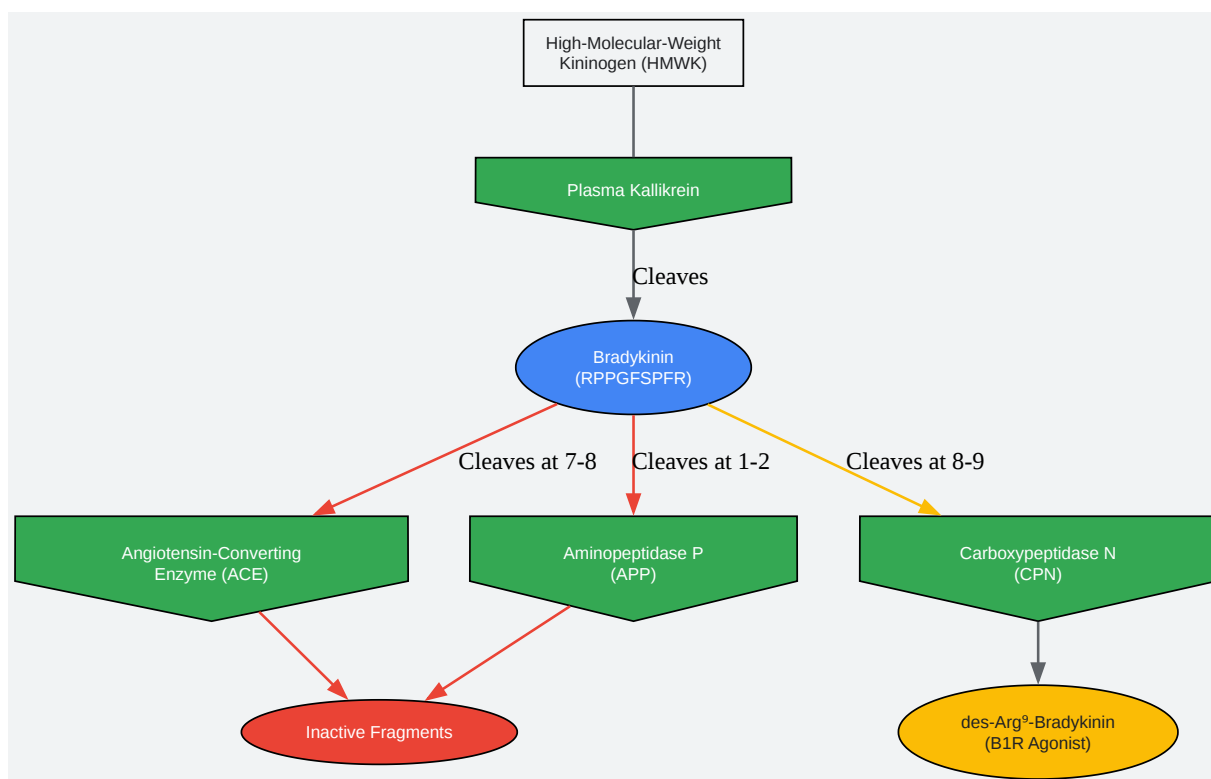 High-Molecular-Weight
Kininogen (HMWK)
Plasma Kallikrein
Cleaves
Bradykinin
(RPPGFSPFR)
Cleaves at 7-8
Cleaves at 1-2
Cleaves at 8-9
Angiotensin-Converting
Enzyme (ACE)
Aminopeptidase P
(APP)
Carboxypeptidase N
(CPN)
Inactive Fragments
des-Arg⁹-Bradykinin
(B1R Agonist)